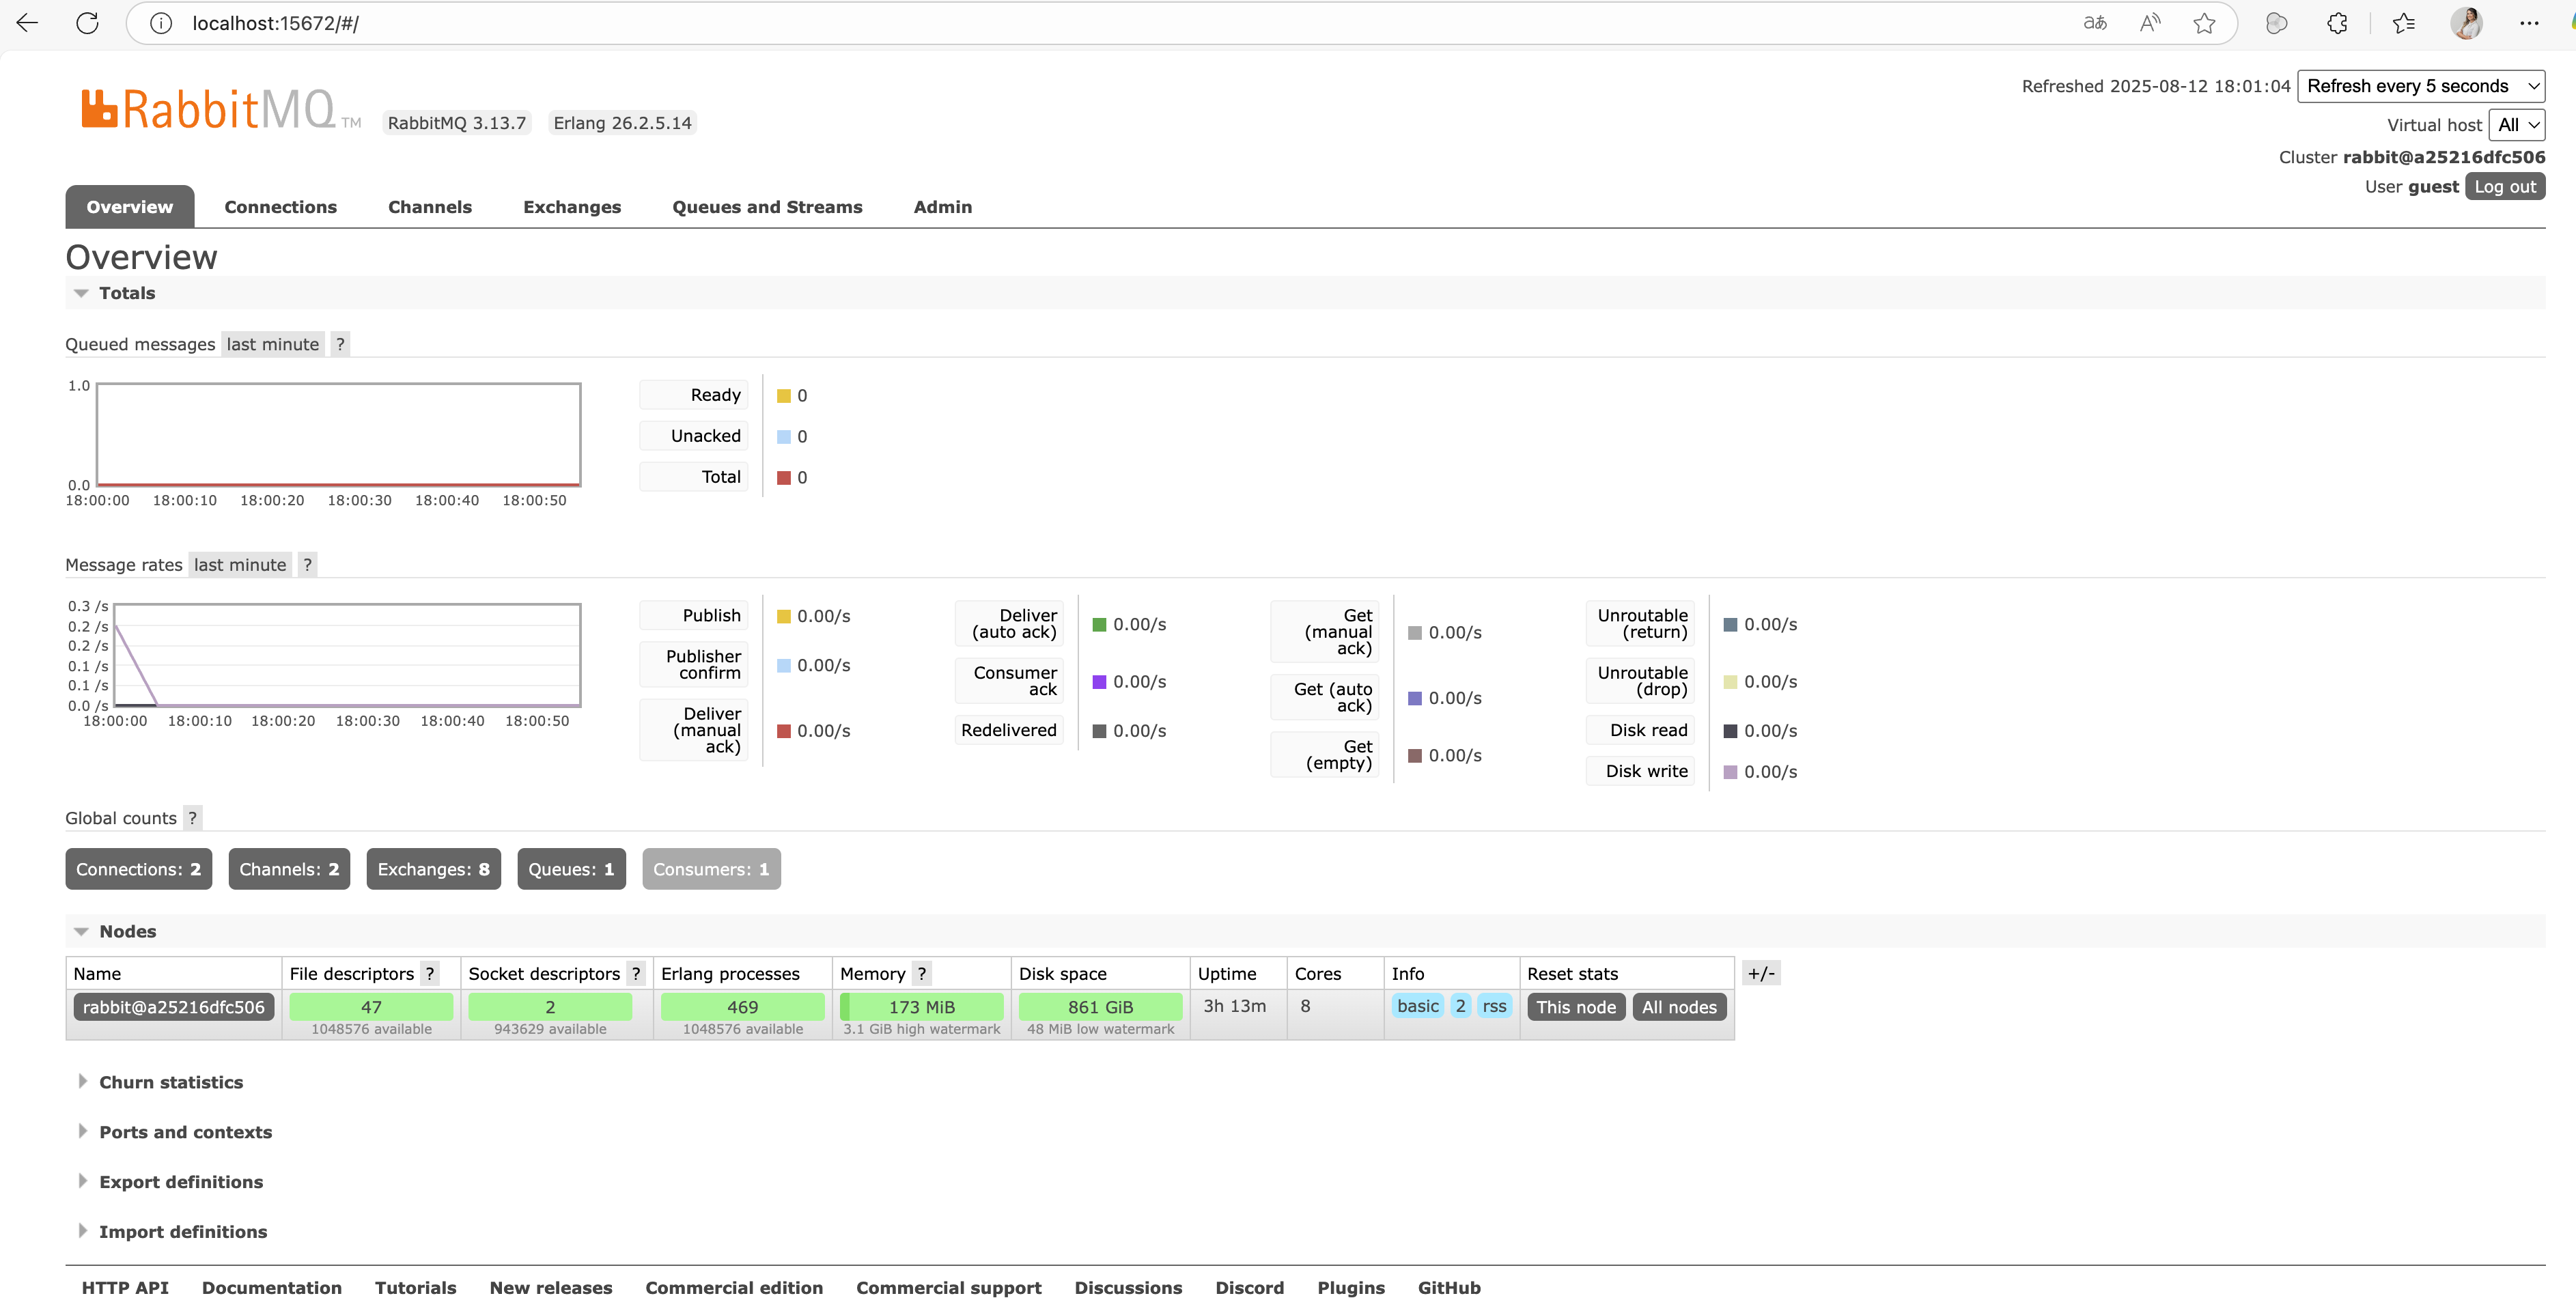 localhost:15672/#/
RabbitMQ TM RabbitMQ 3.13.7 Erlang 26.2.5.14
Refreshed 2025-08-12 18:01:04 Refresh every 5 seconds
Virtual host All
Cluster rabbit@a25216dfc506
User guest Log out
Overview Connections Channels Exchanges Queues and Streams Admin
Overview
Totals
Queued messages last minute ?
1.0
0.0
18:00:00 18:00:10 18:00:20 18:00:30 18:00:40 18:00:50
Ready 0
Unacked 0
Total 0
Message rates last minute ?
0.3 /s
0.2 /s
0.2 /s
0.1 /s
0.1 /s
0.0 /s
18:00:00 18:00:10 18:00:20 18:00:30 18:00:40 18:00:50
Publish 0.00/s
Publisher
confirm 0.00/s
Deliver
(manual
ack) 0.00/s
Deliver
(auto ack) 0.00/s
Consumer
ack 0.00/s
Redelivered 0.00/s
Get
(manual
ack) 0.00/s
Get (auto
ack) 0.00/s
Get
(empty) 0.00/s
Unroutable
(return) 0.00/s
Unroutable
(drop) 0.00/s
Disk read 0.00/s
Disk write 0.00/s
Global counts ?
Connections: 2 Channels: 2 Exchanges: 8 Queues: 1 Consumers: 1
Nodes
Name File descriptors ? Socket descriptors ? Erlang processes Memory ? Disk space Uptime Cores Info Reset stats +/-
rabbit@a25216dfc506 47 2 469 173 MiB 861 GiB 3h 13m 8 basic 2 rss This node All nodes
1048576 available 943629 available 1048576 available 3.1 GiB high watermark 48 MiB low watermark
Churn statistics
Ports and contexts
Export definitions
Import definitions
HTTP API Documentation Tutorials New releases Commercial edition Commercial support Discussions Discord Plugins GitHub